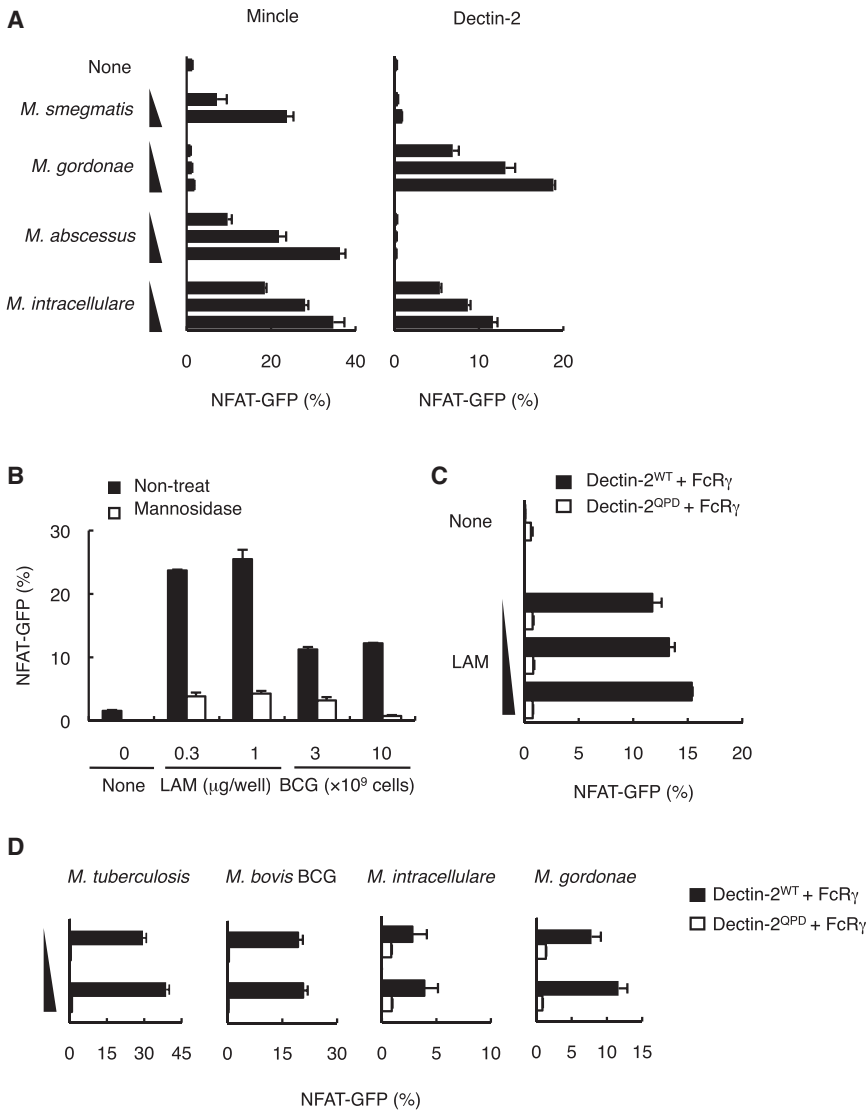 A
Mincle
Dectin-2
None
M. smegmatis
M. gordonae
M. abscessus
M. intracellulare
0 20 40
0 10 20
NFAT-GFP (%)
NFAT-GFP (%)
B
Non-treat
Mannosidase
NFAT-GFP (%)
30
20
10
0
0 0.3 1 3 10
None LAM (μg/well) BCG (×10⁹ cells)
C
Dectin-2ᵂᵀ + FcRγ
Dectin-2QPD + FcRγ
None
LAM
0 5 10 15 20
NFAT-GFP (%)
D
M. tuberculosis
M. bovis BCG
M. intracellulare
M. gordonae
Dectin-2ᵂᵀ + FcRγ
Dectin-2QPD + FcRγ
0 15 30 45
0 15 30
0 5 10
0 5 10 15
NFAT-GFP (%)